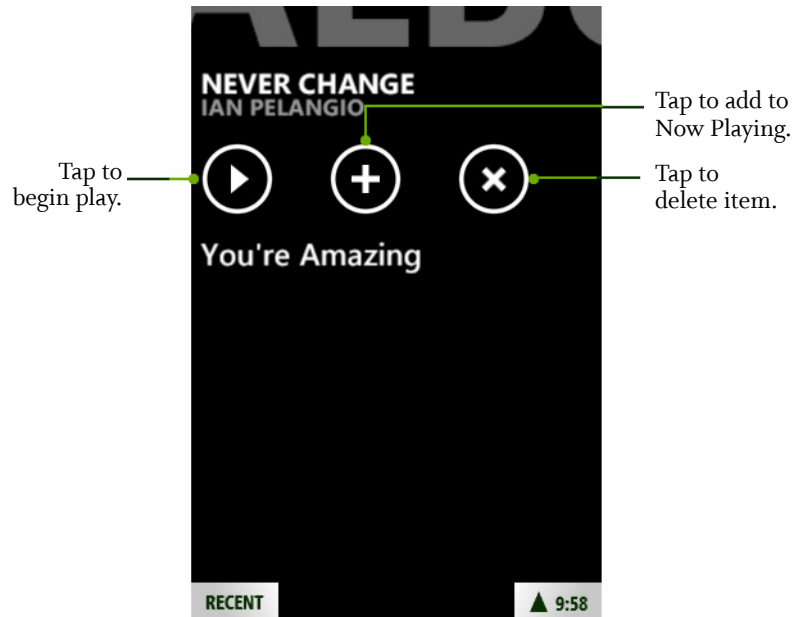 NEVER CHANGE
IAN PELANGIO
Tap to add to
Now Playing.
Tap to
begin play.
Tap to
delete item.
You're Amazing
RECENT
9:58